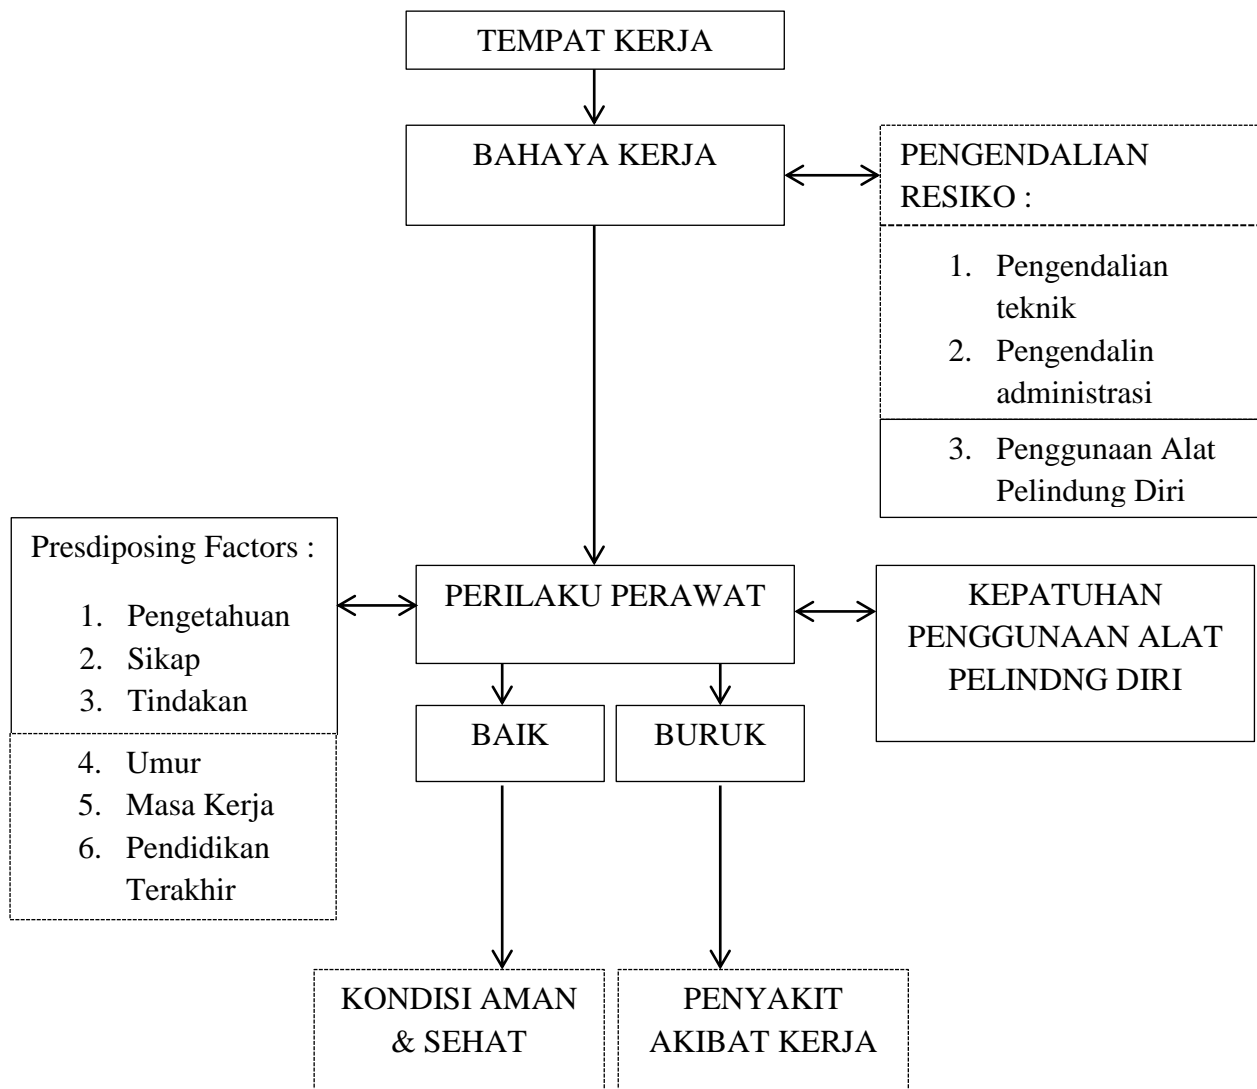 TEMPAT KERJA
BAHAYA KERJA
PENGENDALIAN
RESIKO :
1. Pengendalian
teknik
2. Pengendalin
administrasi
3. Penggunaan Alat
Pelindung Diri
Presdiposing Factors :
1. Pengetahuan
2. Sikap
3. Tindakan
4. Umur
5. Masa Kerja
6. Pendidikan
Terakhir
PERILAKU PERAWAT
KEPATUHAN
PENGGUNAAN ALAT
PELINDNG DIRI
BAIK
BURUK
KONDISI AMAN
& SEHAT
PENYAKIT
AKIBAT KERJA